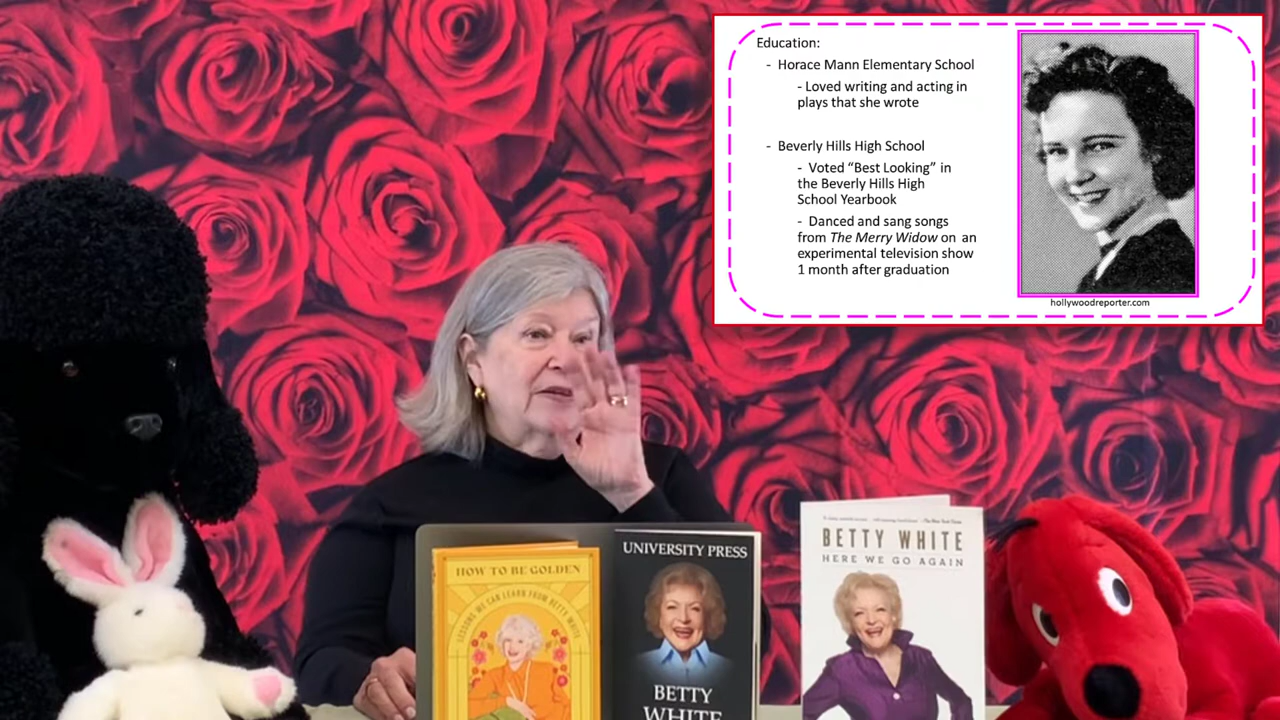 Education:
- Horace Mann Elementary School
- Loved writing and acting in
plays that she wrote
- Beverly Hills High School
- Voted “Best Looking” in
the Beverly Hills High
School Yearbook
- Danced and sang songs
from The Merry Widow on an
experimental television show
1 month after graduation
hollywoodreporter.com
HOW TO BE GOLDEN
LESSONS WE CAN LEARN FROM BETTY WHITE
UNIVERSITY PRESS
BETTY
WHITE
BETTY WHITE
HERE WE GO AGAIN